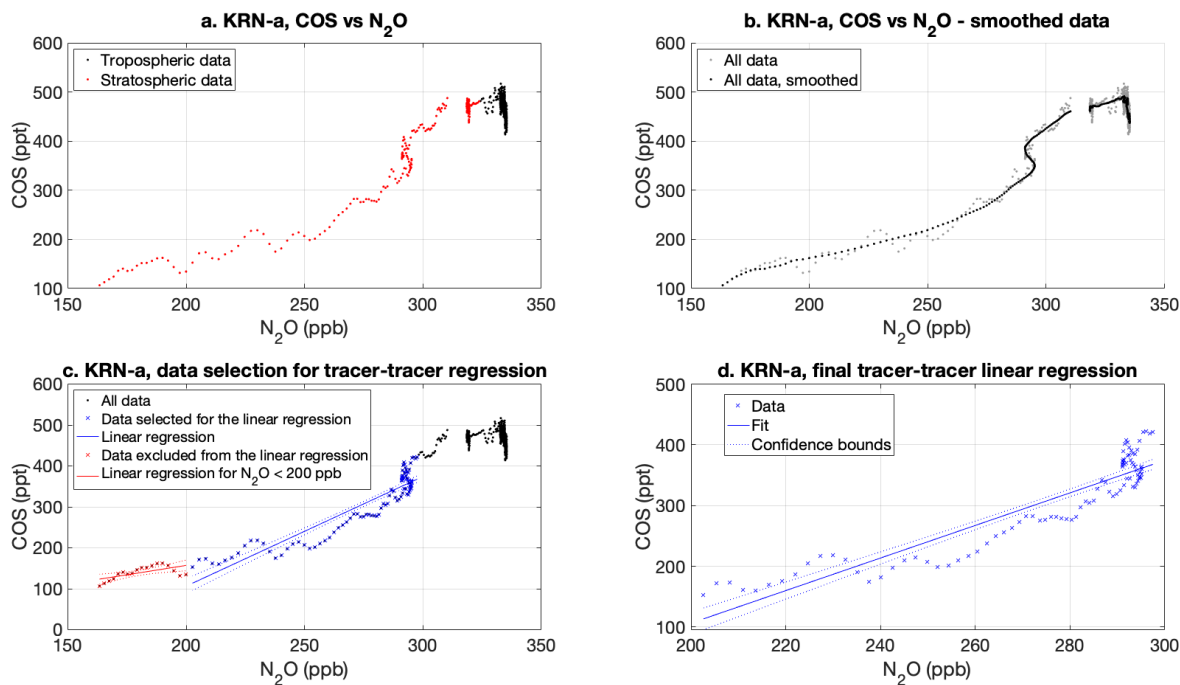 a. KRN-a, COS vs N2O
600
500
400
300
200
100
COS (ppt)
Tropospheric data
Stratospheric data
150 200 250 300 350
N2O (ppb)
b. KRN-a, COS vs N2O - smoothed data
600
500
400
300
200
100
COS (ppt)
All data
All data, smoothed
150 200 250 300 350
N2O (ppb)
c. KRN-a, data selection for tracer-tracer regression
600
500
400
300
200
100
0
COS (ppt)
All data
Data selected for the linear regression
Linear regression
Data excluded from the linear regression
Linear regression for N2O < 200 ppb
150 200 250 300 350
N2O (ppb)
d. KRN-a, final tracer-tracer linear regression
500
400
300
200
100
COS (ppt)
Data
Fit
Confidence bounds
200 220 240 260 280 300
N2O (ppb)